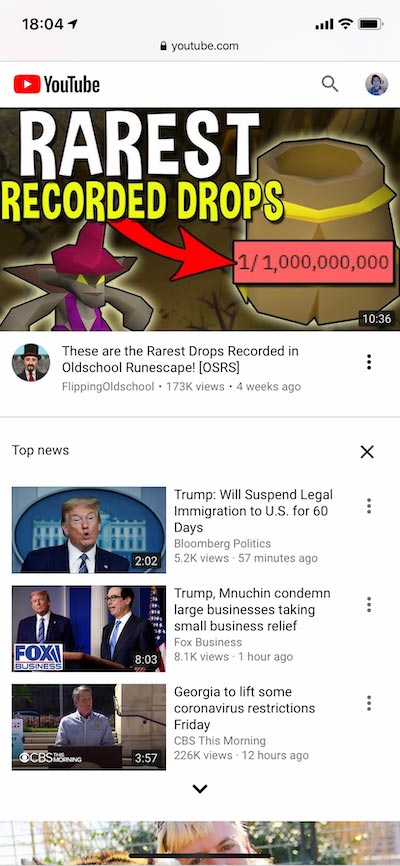 18:04
youtube.com
YouTube
RAREST
RECORDED DROPS
1/1,000,000,000
10:36
These are the Rarest Drops Recorded in
Oldschool Runescape! [OSRS]
FlippingOldschool • 173K views • 4 weeks ago
Top news
Trump: Will Suspend Legal
Immigration to U.S. for 60
Days
Bloomberg Politics
5.2K views · 57 minutes ago
2:02
Trump, Mnuchin condemn
large businesses taking
small business relief
Fox Business
8.1K views · 1 hour ago
FOX
BUSINESS
8:03
Georgia to lift some
coronavirus restrictions
Friday
CBS This Morning
226K views · 12 hours ago
CBS THIS MORNING
3:57